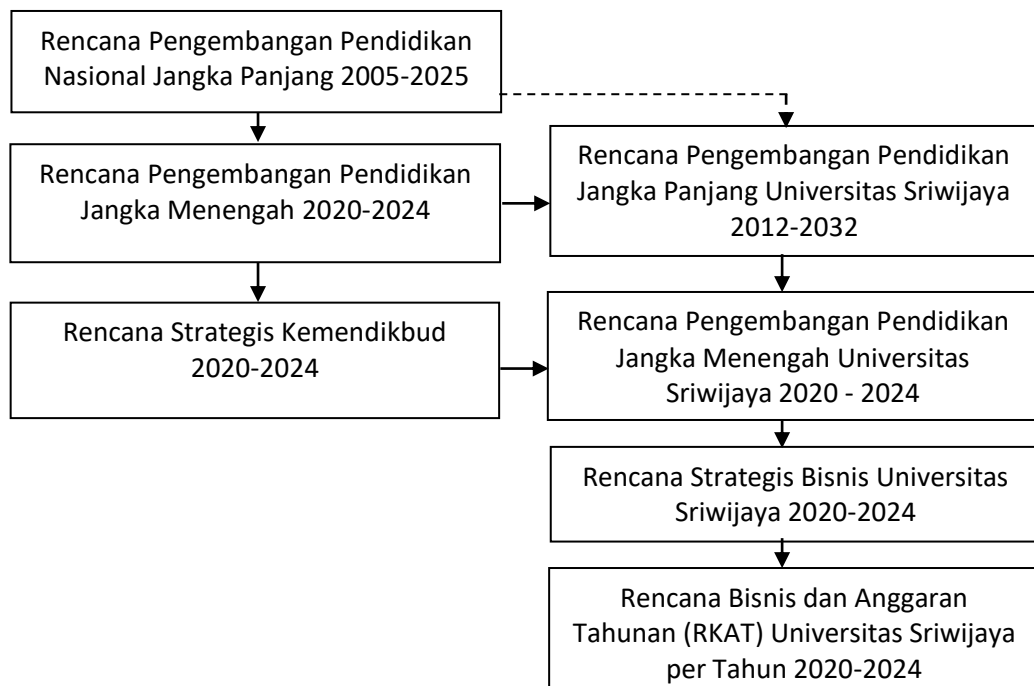 Rencana Pengembangan Pendidikan
Nasional Jangka Panjang 2005-2025
Rencana Pengembangan Pendidikan
Jangka Menengah 2020-2024
Rencana Strategis Kemendikbud
2020-2024
Rencana Pengembangan Pendidikan
Jangka Panjang Universitas Sriwijaya
2012-2032
Rencana Pengembangan Pendidikan
Jangka Menengah Universitas
Sriwijaya 2020 - 2024
Rencana Strategis Bisnis Universitas
Sriwijaya 2020-2024
Rencana Bisnis dan Anggaran
Tahunan (RKAT) Universitas Sriwijaya
per Tahun 2020-2024